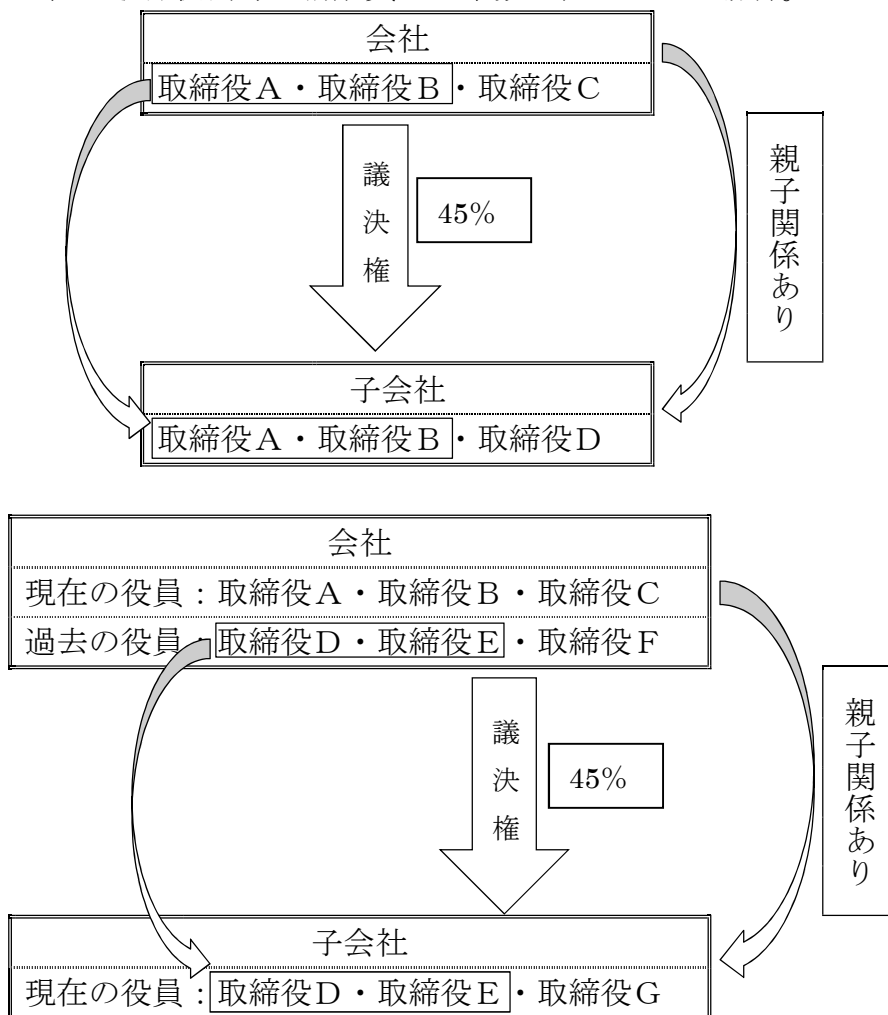 会社
取締役A・取締役B・取締役C
議決権
45%
親子関係あり
子会社
取締役A・取締役B・取締役D
会社
現在の役員：取締役A・取締役B・取締役C
過去の役員：取締役D・取締役E・取締役F
議決権
45%
親子関係あり
子会社
現在の役員：取締役D・取締役E・取締役G